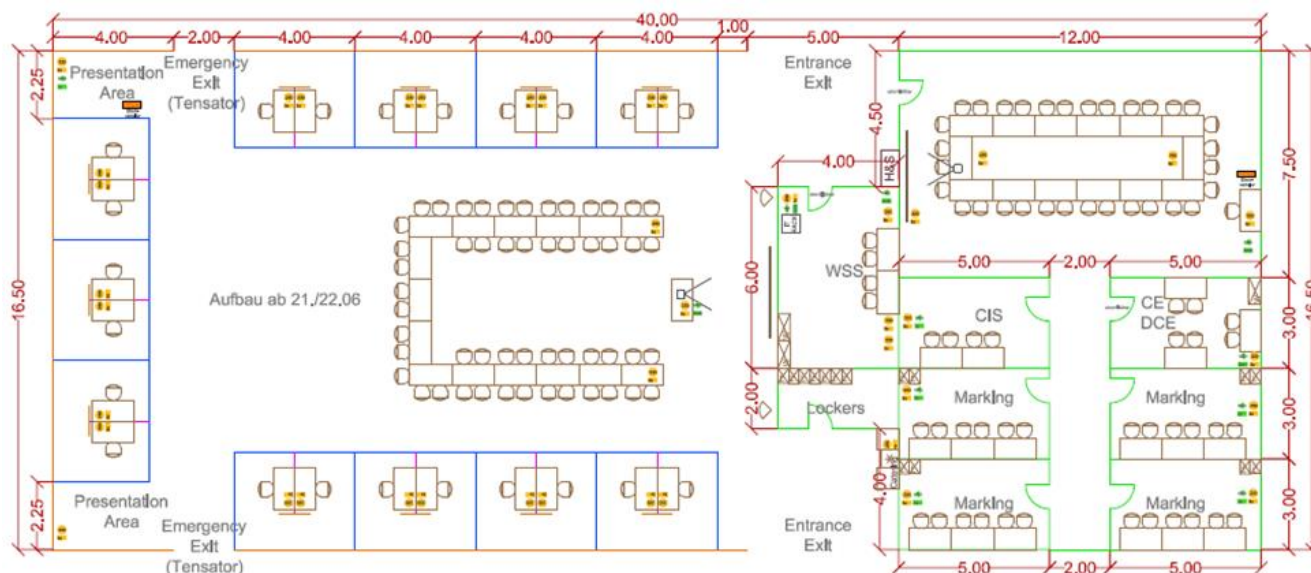 40.00
4.00
2.00
4.00
4.00
4.00
4.00
1.00
5.00
12.00
2.25
Presentation
Area
Emergency
Exit
(Tensator)
Entrance
Exit
4.50
7.50
16.50
4.00
H&S
6.00
WSS
5.00
2.00
5.00
Aufbau ab 21./22.06
CIS
CE
DCE
3.00
16.50
2.00
Lockers
Marking
Marking
3.00
4.00
Marking
Marking
3.00
2.25
Presentation
Area
Emergency
Exit
(Tensator)
Entrance
Exit
5.00
2.00
5.00